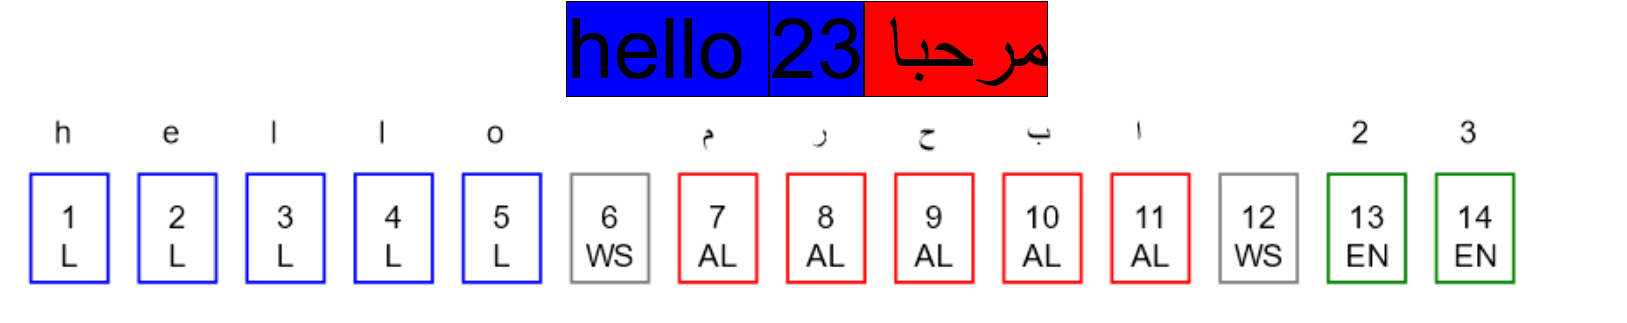 hello مرحبا 23
h e l l o م ر ح ب ا 2 3
1 2 3 4 5 6 7 8 9 10 11 12 13 14
L L L L L WS AL AL AL AL AL WS EN EN